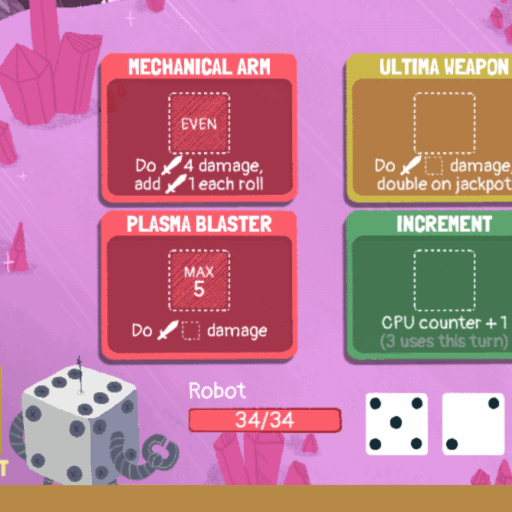 MECHANICAL ARM
EVEN
Do 4 damage,
add 1 each roll
ULTIMA WEAPON
Do damage,
double on jackpot
PLASMA BLASTER
MAX
5
Do damage
INCREMENT
CPU counter + 1
(3 uses this turn)
Robot
34/34
T